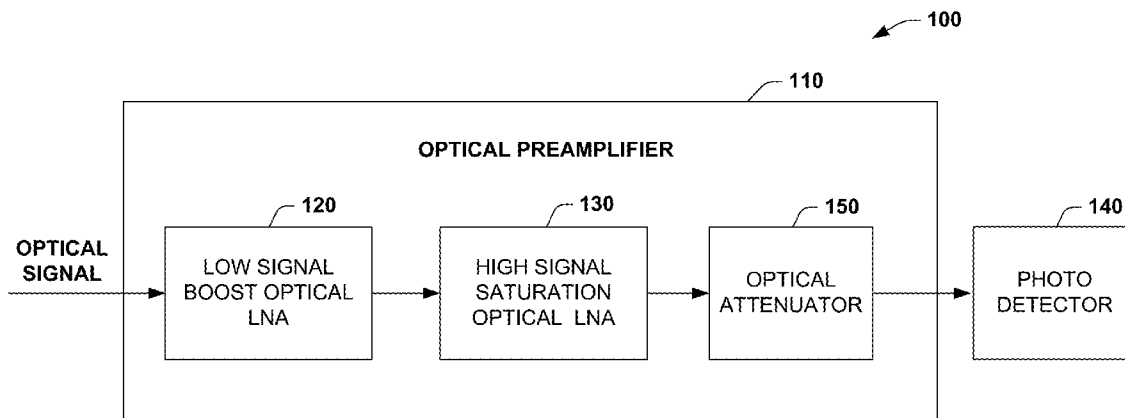 100
110
OPTICAL PREAMPLIFIER
120
130
150
140
OPTICAL
SIGNAL
LOW SIGNAL
BOOST OPTICAL
LNA
HIGH SIGNAL
SATURATION
OPTICAL LNA
OPTICAL
ATTENUATOR
PHOTO
DETECTOR